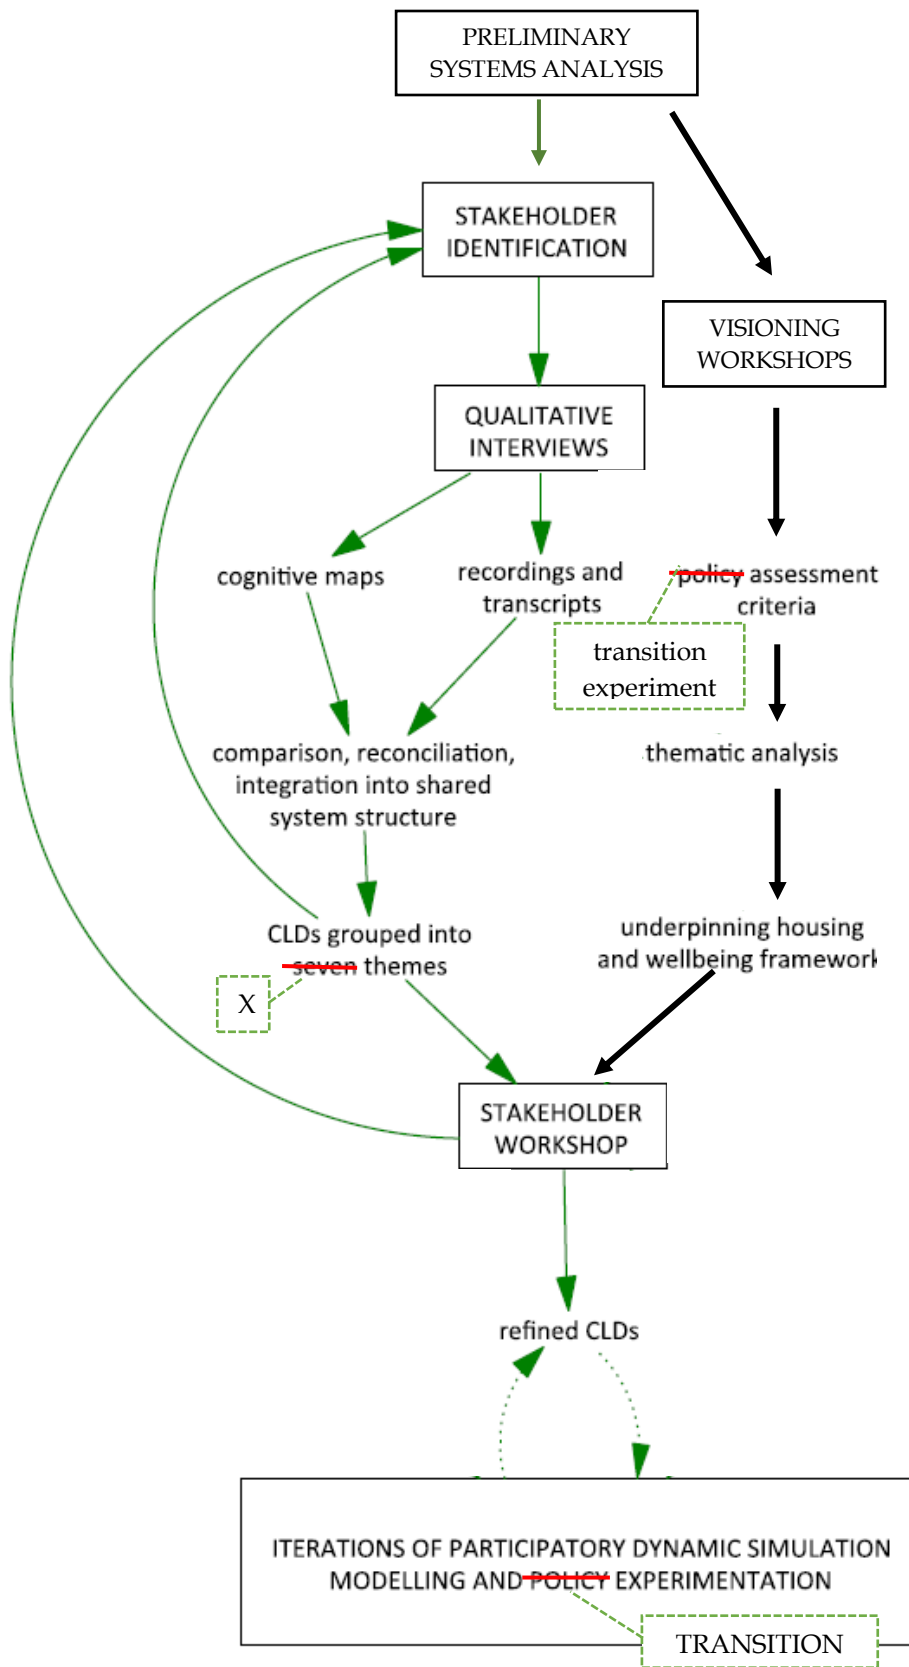 PRELIMINARY
SYSTEMS ANALYSIS
STAKEHOLDER
IDENTIFICATION
VISIONING
WORKSHOPS
QUALITATIVE
INTERVIEWS
cognitive maps
recordings and
transcripts
policy assessment
criteria
transition
experiment
comparison, reconciliation,
integration into shared
system structure
thematic analysis
CLDs grouped into
seven themes
X
underpinning housing
and wellbeing framework
STAKEHOLDER
WORKSHOP
refined CLDs
ITERATIONS OF PARTICIPATORY DYNAMIC SIMULATION
MODELLING AND POLICY EXPERIMENTATION
TRANSITION